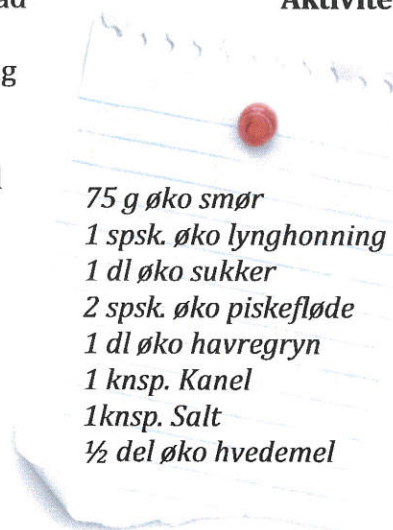 g
75 g øko smør
1 spsk. øko lynghonning
1 dl øko sukker
2 spsk. øko piskefløde
1 dl øko havregryn
1 knsp. Kanel
1knsp. Salt
½ del øko hvedemel